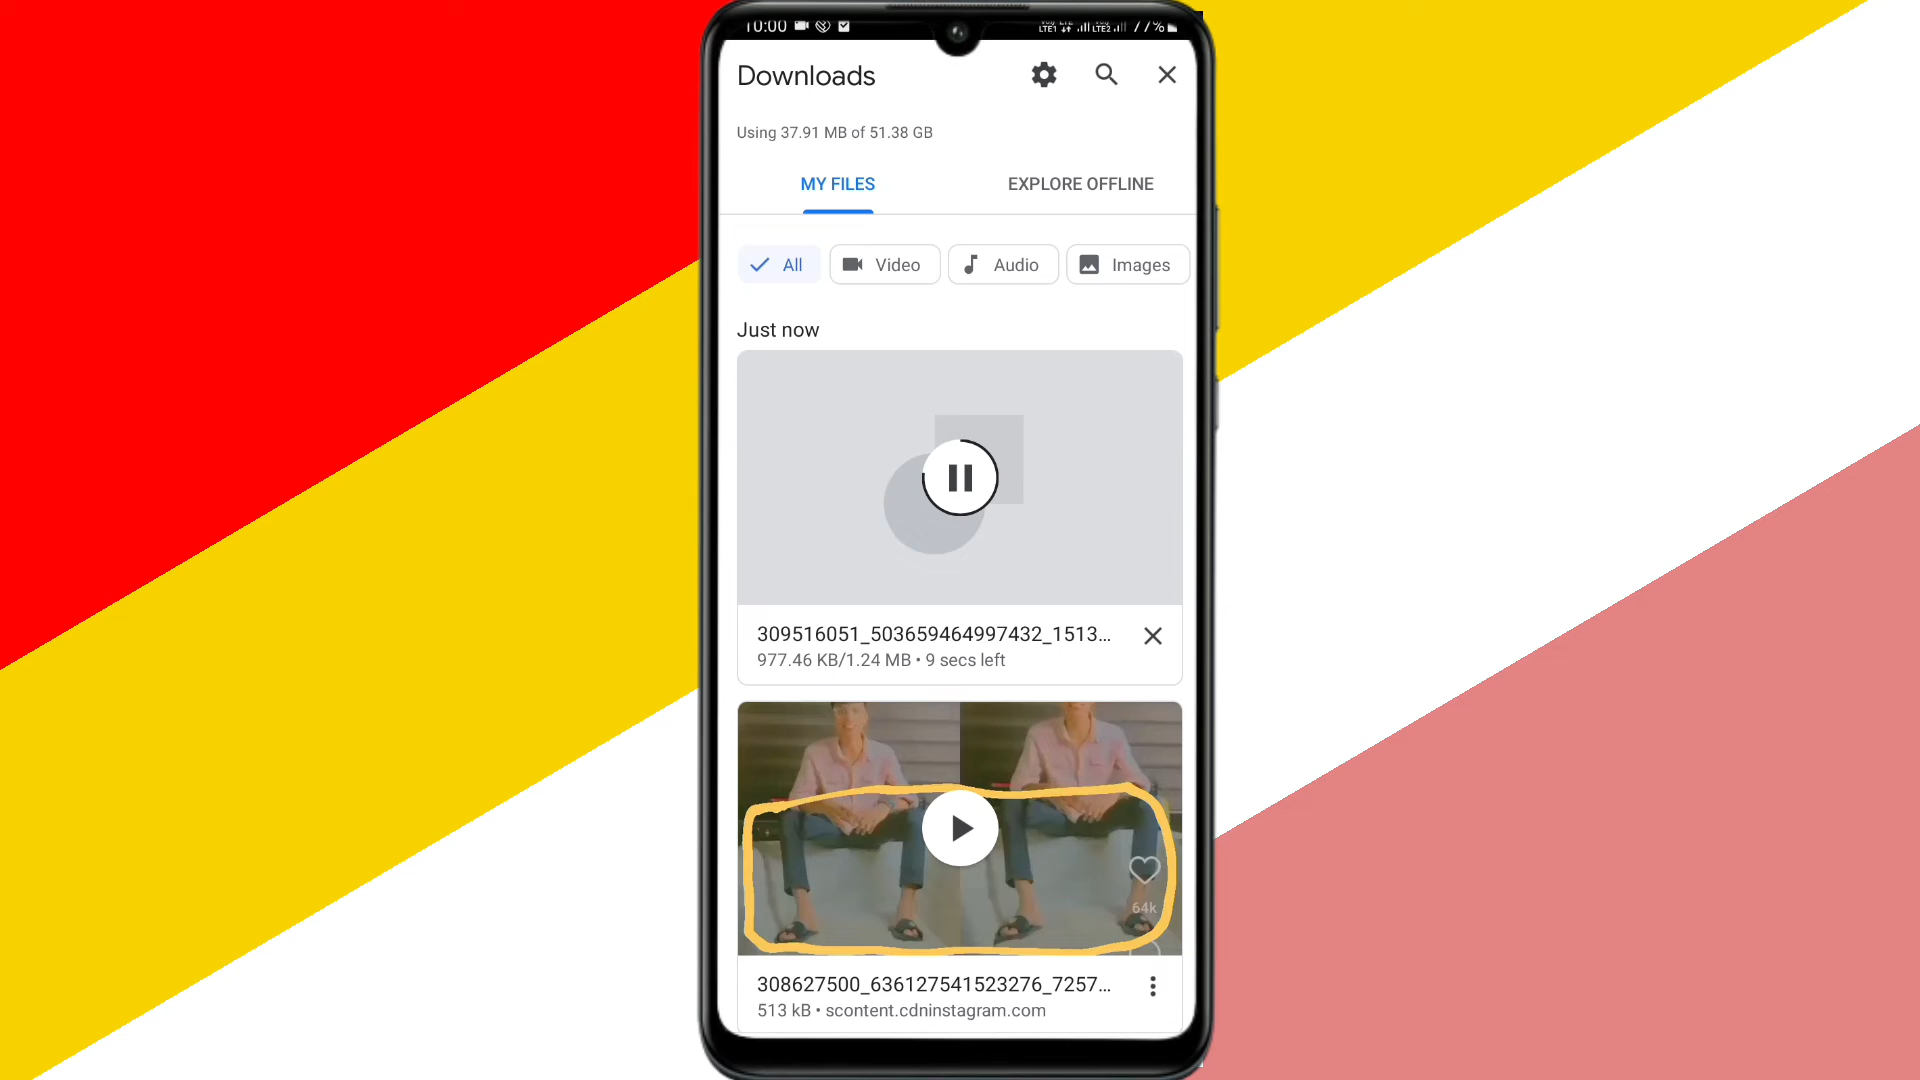 10:00 77%
Downloads
Using 37.91 MB of 51.38 GB
MY FILES EXPLORE OFFLINE
All Video Audio Images
Just now
309516051_503659464997432_1513...
977.46 KB/1.24 MB • 9 secs left
64k
308627500_636127541523276_7257...
513 kB • scontent.cdninstagram.com